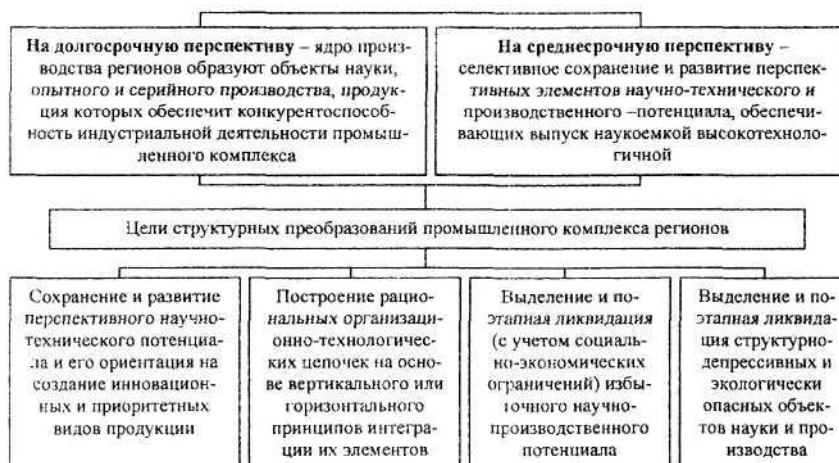 На долгосрочную перспективу – ядро произ-
водства регионов образуют объекты науки,
опытного и серийного производства, продук-
ция которых обеспечит конкурентоспособ-
ность индустриальной деятельности промыш-
ленного комплекса
На среднесрочную перспективу –
селективное сохранение и развитие перспек-
тивных элементов научно-технического и
производственного –потенциала, обеспечи-
вающих выпуск наукоемкой высокотехноло-
гичной
Цели структурных преобразований промышленного комплекса регионов
Сохранение и развитие
перспективного научно-
технического потенциа-
ла и его ориентация на
создание инновацион-
ных и приоритетных
видов продукции
Построение рацио-
нальных организаци-
онно-технологичес-
ких цепочек на осно-
ве вертикального или
горизонтального
принципов интегра-
ции их элементов
Выделение и по-
этапная ликвидация
(с учетом социаль-
но-экономических
ограничений) избы-
точного научно-
производственного
потенциала
Выделение и по-
этапная ликвид-
ация структурно-
депрессивных и
экологически
опасных объек-
тов науки и про-
изводства